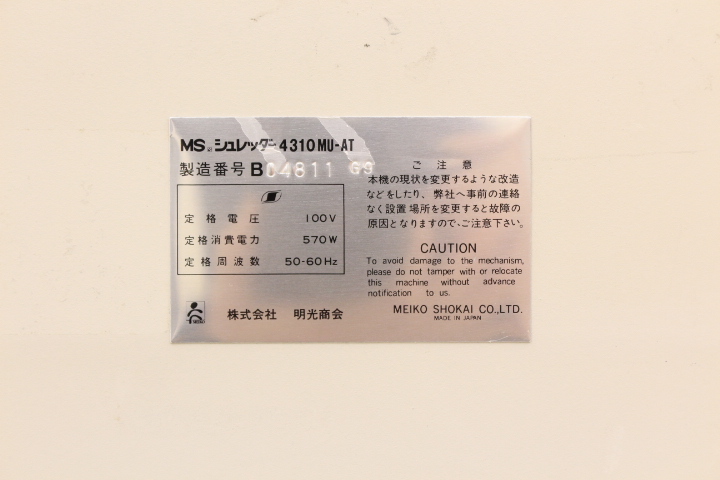 MS シュレッダー 4310MU-AT
製造番号 B04811 G9
定格電圧 100V
定格消費電力 570W
定格周波数 50-60Hz
株式会社 明光商会
ご注意
本機の現状を変更するような改造
などをしたり、弊社へ事前の連絡
なく設置場所を変更すると故障の
原因となりますので、ご注意下さい。
CAUTION
To avoid damage to the mechanism,
please do not tamper with or relocate
this machine without advance
notification to us.
MEIKO SHOKAI CO.,LTD.
MADE IN JAPAN